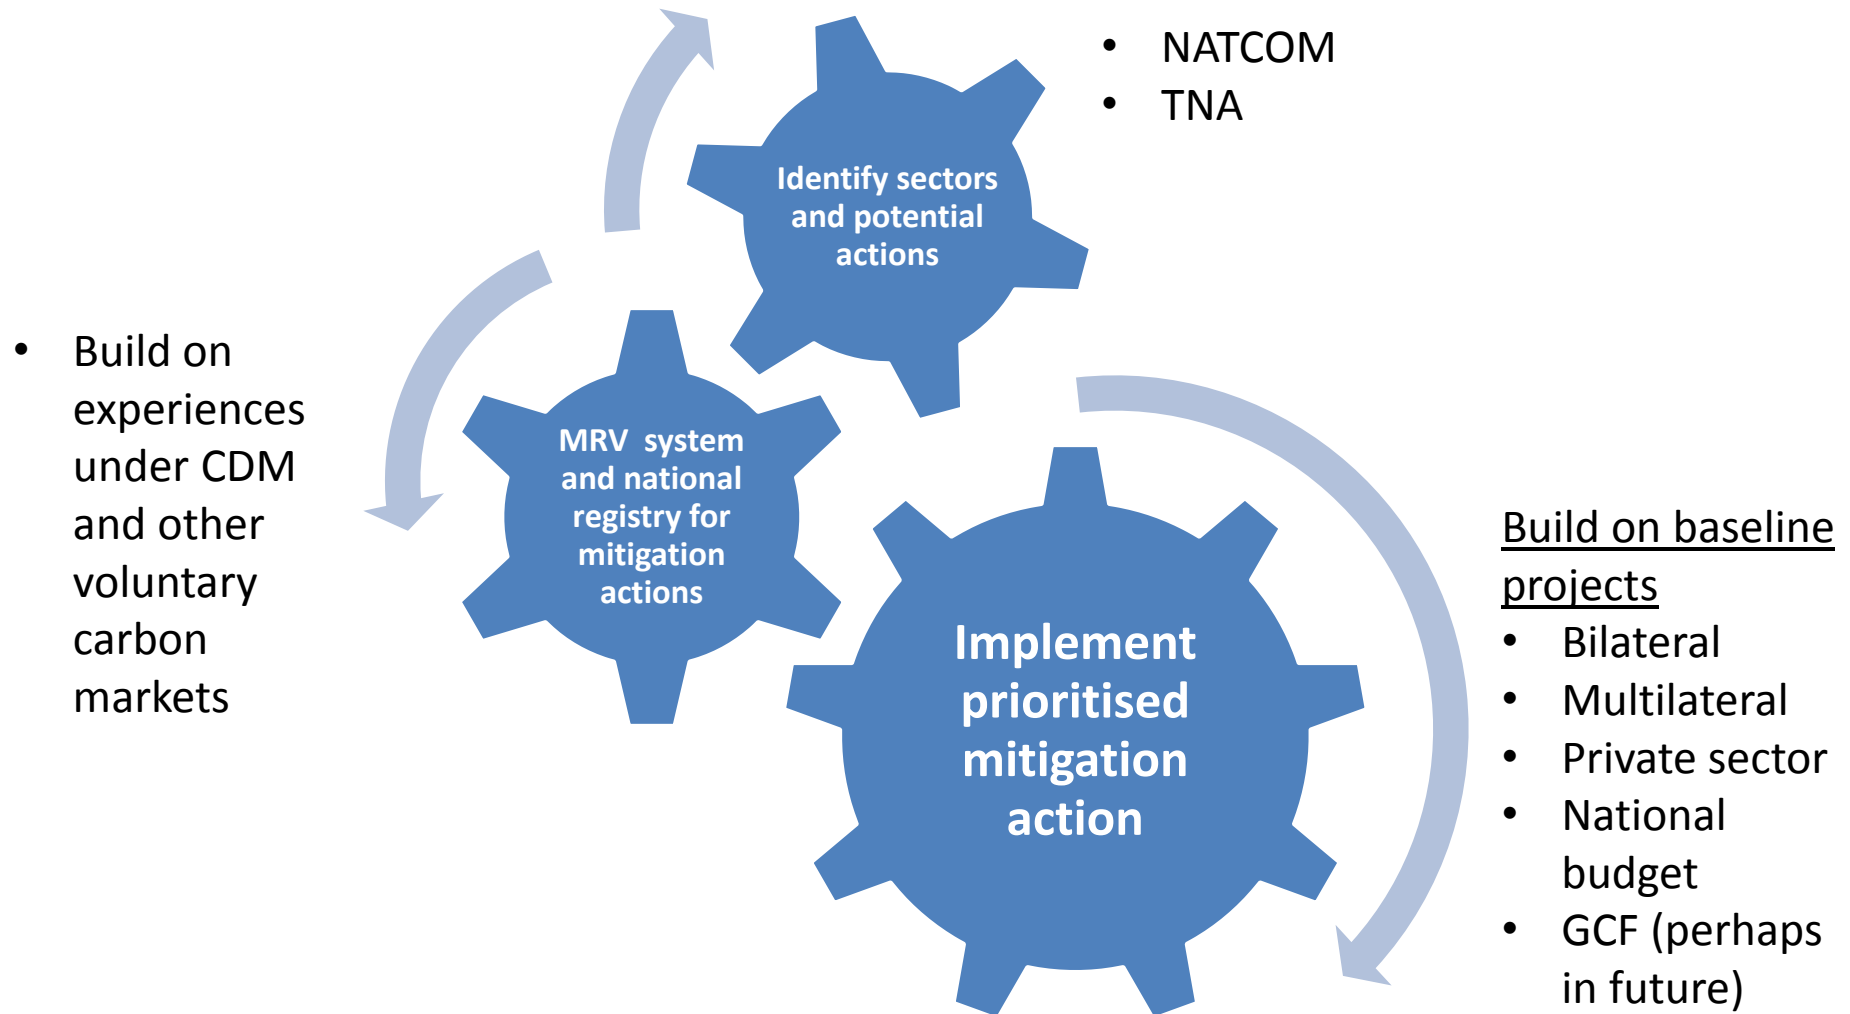 • NATCOM
• TNA
Identify sectors
and potential
actions
• Build on
experiences
under CDM
and other
voluntary
carbon
markets
MRV system
and national
registry for
mitigation
actions
Implement
prioritised
mitigation
action
Build on baseline
projects
• Bilateral
• Multilateral
• Private sector
• National
budget
• GCF (perhaps
in future)